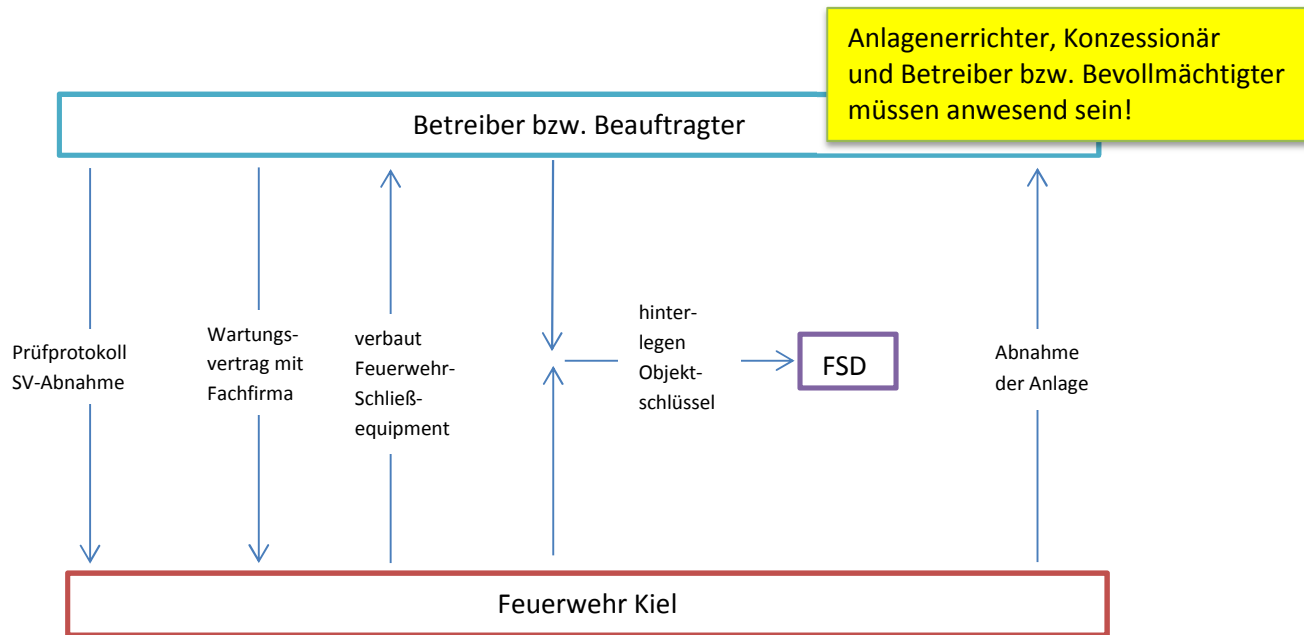 Anlagenerrichter, Konzessionär
und Betreiber bzw. Bevollmächtigter
müssen anwesend sein!
Betreiber bzw. Beauftragter
Prüfprotokoll
SV-Abnahme
Wartungs-
vertrag mit
Fachfirma
verbaut
Feuerwehr-
Schließ-
equipment
hinter-
legen
Objekt-
schlüssel
FSD
Abnahme
der Anlage
Feuerwehr Kiel